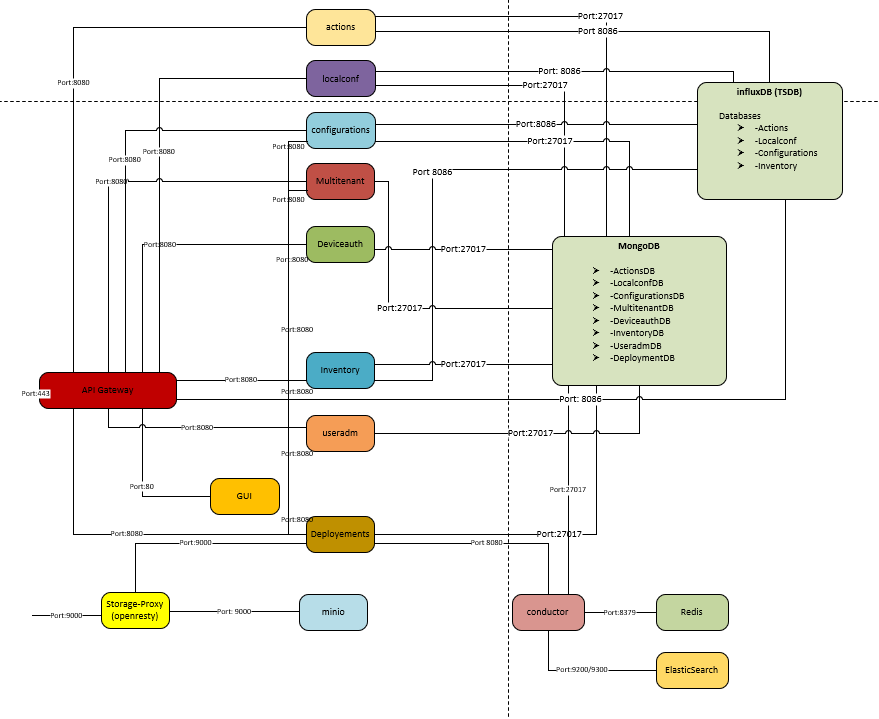 Port:27017
actions
Port 8086
Port:8080
localconf
Port: 8086
Port:27017
influxDB (TSDB)
Databases
-Actions
-Localconf
-Configurations
-Inventory
configurations
Port:8086
Port:27017
Port:8080
Port:8080
Port:8080
Multitenant
Port 8086
Port:8080
Port:8080
Deviceauth
Port:8080
Port:27017
Port:8080
MongoDB
-ActionsDB
-LocalconfDB
-ConfigurationsDB
-MultitenantDB
-DeviceauthDB
-InventoryDB
-UseradmDB
-DeploymentDB
Port:27017
Port:8080
Inventory
Port:27017
Port:8080
Port:8080
API Gateway
Port:443
Port: 8086
useradm
Port:8080
Port:27017
Port:8080
Port:80
GUI
Port:27017
Port:8080
Deployements
Port:8080
Port:27017
Port:9000
Port:8080
Storage-Proxy
(openresty)
Port:9000
Port: 9000
minio
conductor
Port:8379
Redis
Port:9200/9300
ElasticSearch